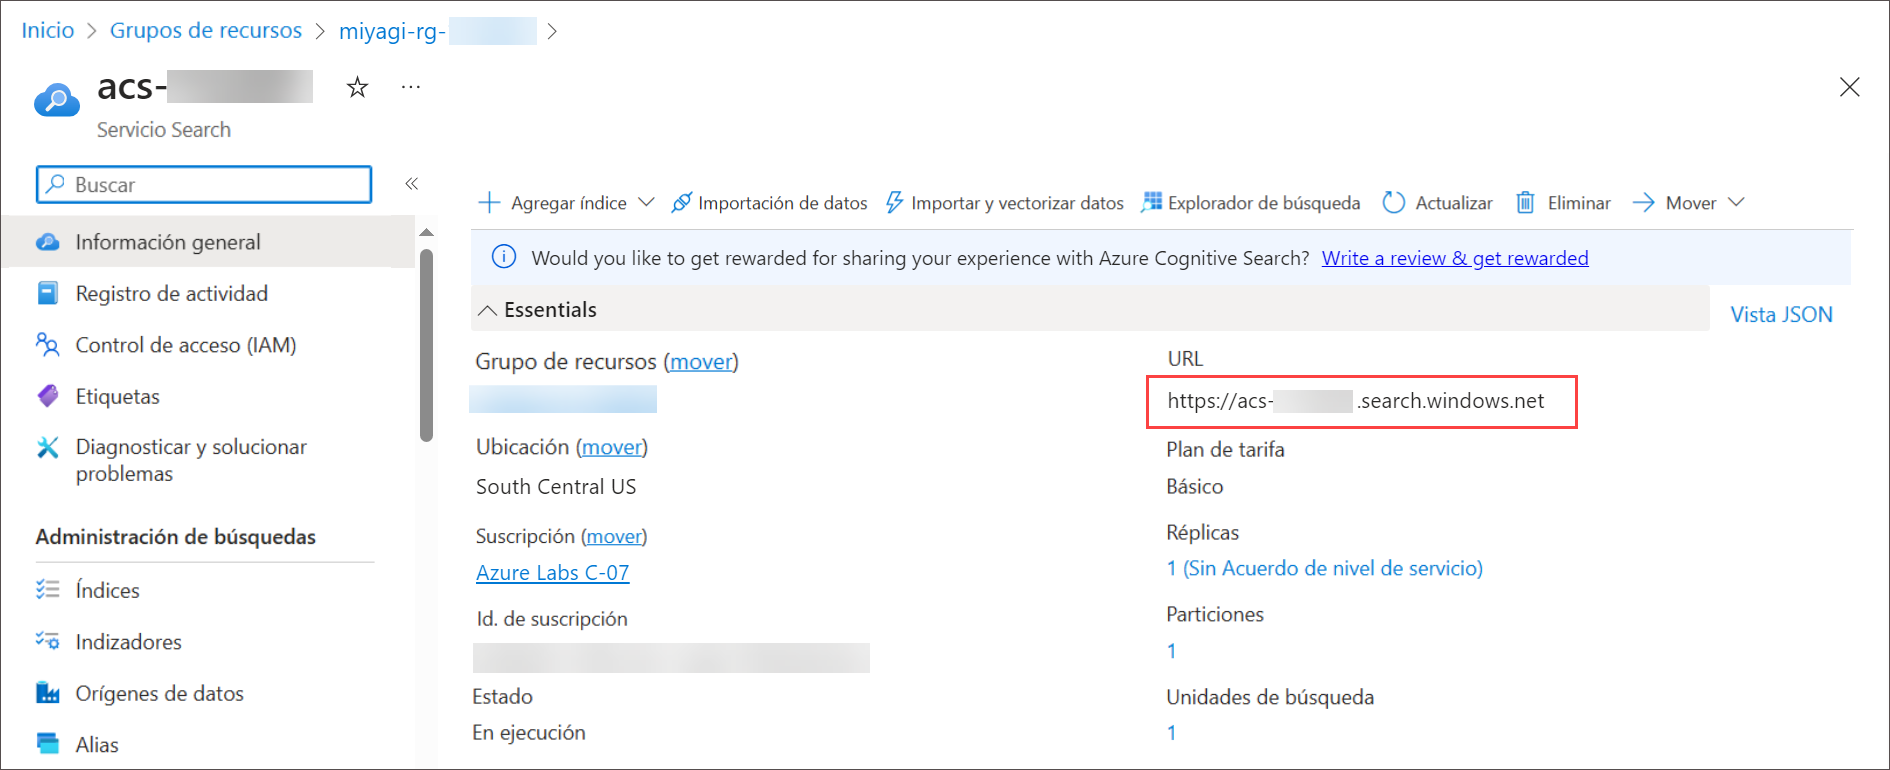 Inicio > Grupos de recursos > miyagi-rg- >
acs-
Servicio Search
Buscar
Información general
Registro de actividad
Control de acceso (IAM)
Etiquetas
Diagnosticar y solucionar
problemas
Administración de búsquedas
Índices
Indizadores
Orígenes de datos
Alias
Agregar índice
Importación de datos
Importar y vectorizar datos
Explorador de búsqueda
Actualizar
Eliminar
Mover
Would you like to get rewarded for sharing your experience with Azure Cognitive Search? Write a review & get rewarded
Essentials
Vista JSON
Grupo de recursos (mover)
Ubicación (mover)
South Central US
Suscripción (mover)
Azure Labs C-07
Id. de suscripción
Estado
En ejecución
URL
https://acs- .search.windows.net
Plan de tarifa
Básico
Réplicas
1 (Sin Acuerdo de nivel de servicio)
Particiones
1
Unidades de búsqueda
1